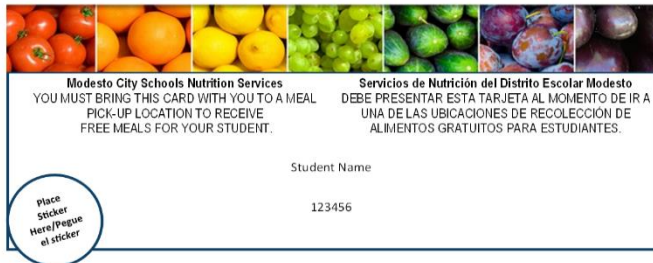 Modesto City Schools Nutrition Services
YOU MUST BRING THIS CARD WITH YOU TO A MEAL
PICK-UP LOCATION TO RECEIVE
FREE MEALS FOR YOUR STUDENT.
Servicios de Nutrición del Distrito Escolar Modesto
DEBE PRESENTAR ESTA TARJETA AL MOMENTO DE IR A
UNA DE LAS UBICACIONES DE RECOLECCIÓN DE
ALIMENTOS GRATUITOS PARA ESTUDIANTES.
Student Name
123456
Place
Sticker
Here/Pegue
el sticker